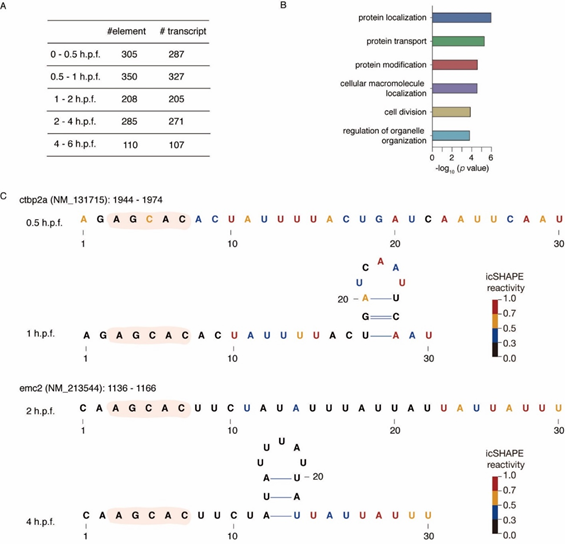 A
#element # transcript
0 - 0.5 h.p.f. 305 287
0.5 - 1 h.p.f. 350 327
1 - 2 h.p.f. 208 205
2 - 4 h.p.f. 285 271
4 - 6 h.p.f. 110 107
B
protein localization
protein transport
protein modification
cellular macromolecule
localization
cell division
regulation of organelle
organization
0 2 4 6
-log10 (p value)
C
ctbp2a (NM_131715): 1944 - 1974
0.5 h.p.f. A G A G C A C A C U A U U U U A C U G A U C A A U U C A A U
1 10 20 30
A
C A
U U
20 A U
G C
1 h.p.f. A G A G C A C A C U A U U U U A C U A A U
1 10 30
icSHAPE
reactivity
1.0
0.7
0.5
0.3
0.0
emc2 (NM_213544): 1136 - 1166
2 h.p.f. C A A G C A C U U C U A U A U U U A U U A U U A U U A U U U
1 10 20 30
U U
U A
U U
A U 20
U A
4 h.p.f. C A A G C A C U U C U A U U A U U A U U U
1 10 30
icSHAPE
reactivity
1.0
0.7
0.5
0.3
0.0